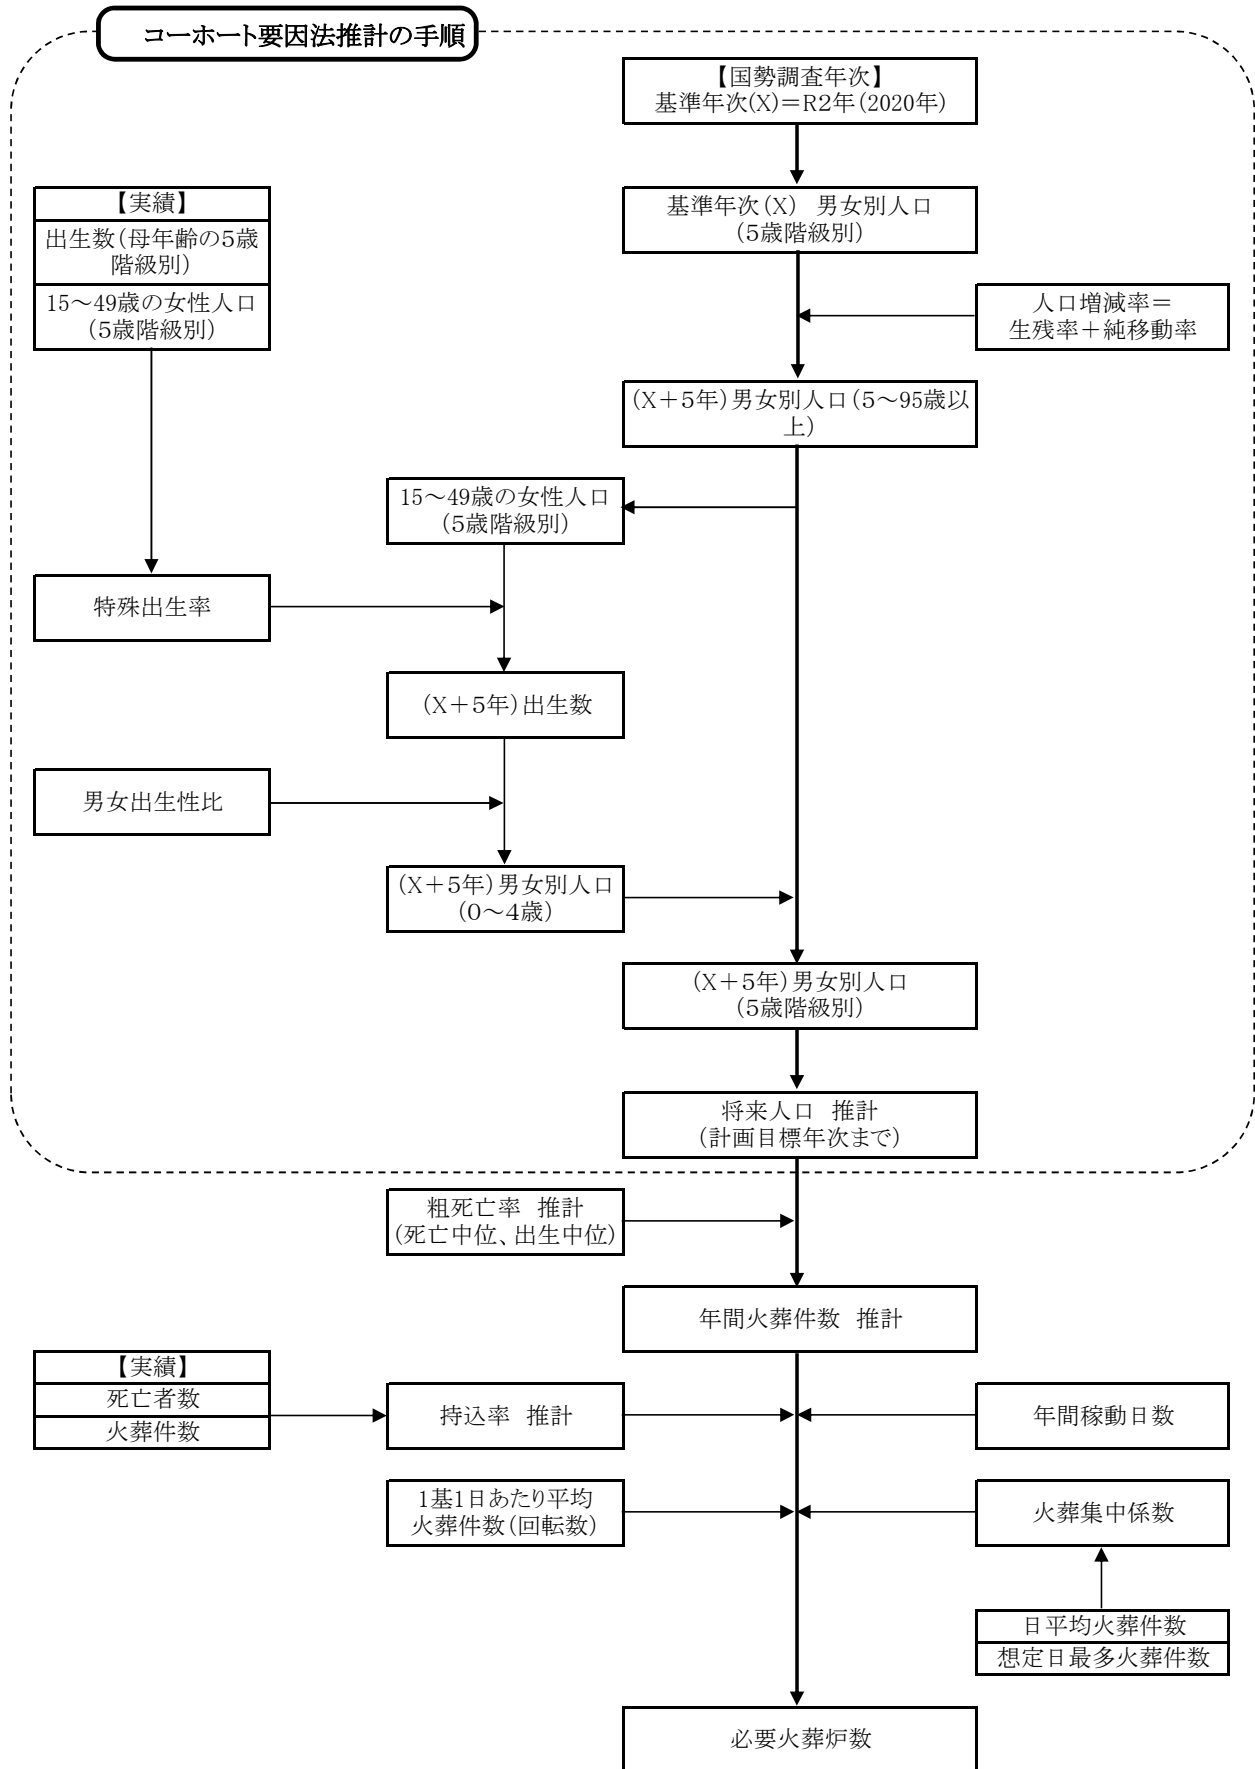 コーホート要因法推計の手順
【国勢調査年次】
基準年次(X)＝R２年(2020年)
【実績】
出生数(母年齢の５歳
階級別)
15～49歳の女性人口
(５歳階級別)
基準年次(X)　男女別人口
(５歳階級別)
人口増減率＝
生残率＋純移動率
(X＋５年)男女別人口(５～95歳以
上)
15～49歳の女性人口
(５歳階級別)
特殊出生率
(X＋５年)出生数
男女出生性比
(X＋５年)男女別人口
(０～４歳)
(X＋５年)男女別人口
(５歳階級別)
将来人口　推計
(計画目標年次まで)
粗死亡率　推計
(死亡中位、出生中位)
年間火葬件数　推計
【実績】
死亡者数
火葬件数
持込率　推計
年間稼動日数
1基1日あたり平均
火葬件数(回転数)
火葬集中係数
日平均火葬件数
想定日最多火葬件数
必要火葬炉数